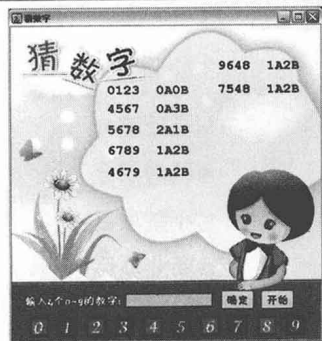 猜数字
猜数字
0123 0A0B
4567 0A3B
5678 2A1B
6789 1A2B
4679 1A2B
9648 1A2B
7548 1A2B
输入4个0~9的数字:
确定 开始
0 1 2 3 4 5 6 7 8 9